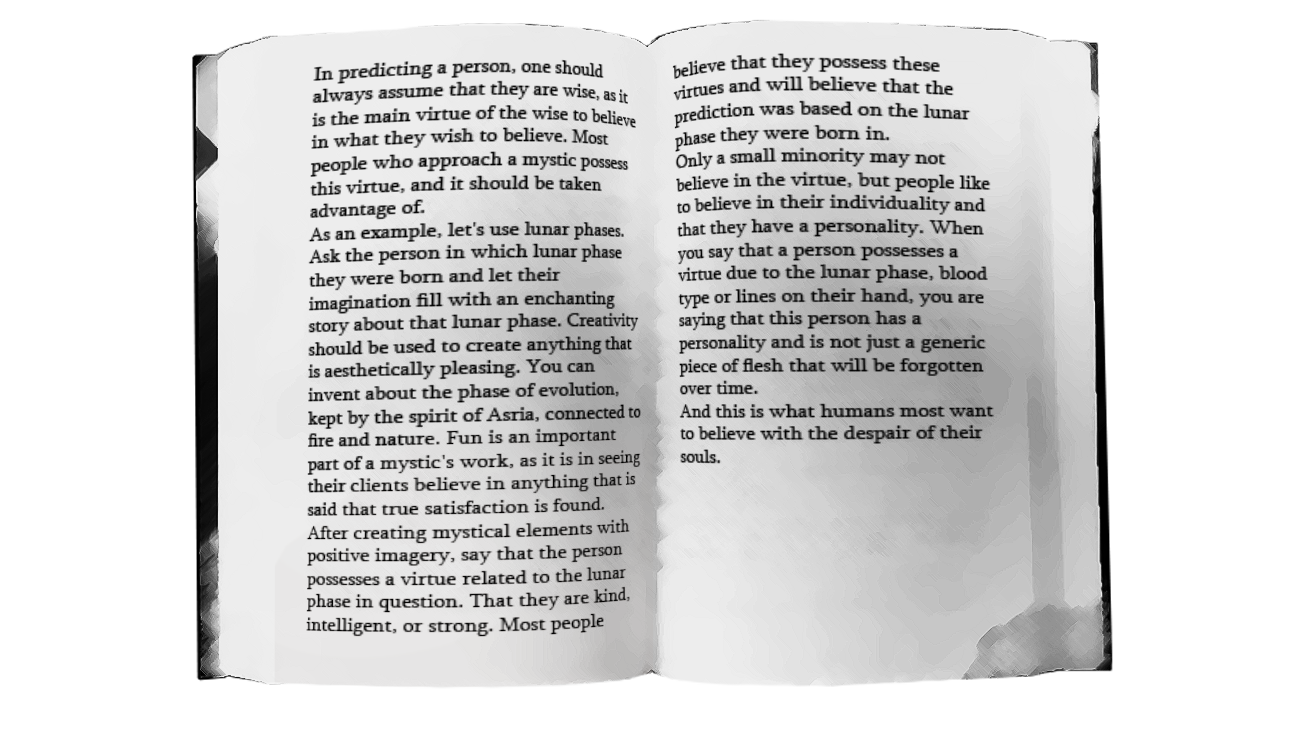 In predicting a person, one should
always assume that they are wise, as it
is the main virtue of the wise to believe
in what they wish to believe. Most
people who approach a mystic possess
this virtue, and it should be taken
advantage of.
As an example, let's use lunar phases.
Ask the person in which lunar phase
they were born and let their
imagination fill with an enchanting
story about that lunar phase. Creativity
should be used to create anything that
is aesthetically pleasing. You can
invent about the phase of evolution,
kept by the spirit of Asria, connected to
fire and nature. Fun is an important
part of a mystic's work, as it is in seeing
their clients believe in anything that is
said that true satisfaction is found.
After creating mystical elements with
positive imagery, say that the person
possesses a virtue related to the lunar
phase in question. That they are kind,
intelligent, or strong. Most people
believe that they possess these
virtues and will believe that the
prediction was based on the lunar
phase they were born in.
Only a small minority may not
believe in the virtue, but people like
to believe in their individuality and
that they have a personality. When
you say that a person possesses a
virtue due to the lunar phase, blood
type or lines on their hand, you are
saying that this person has a
personality and is not just a generic
piece of flesh that will be forgotten
over time.
And this is what humans most want
to believe with the despair of their
souls.